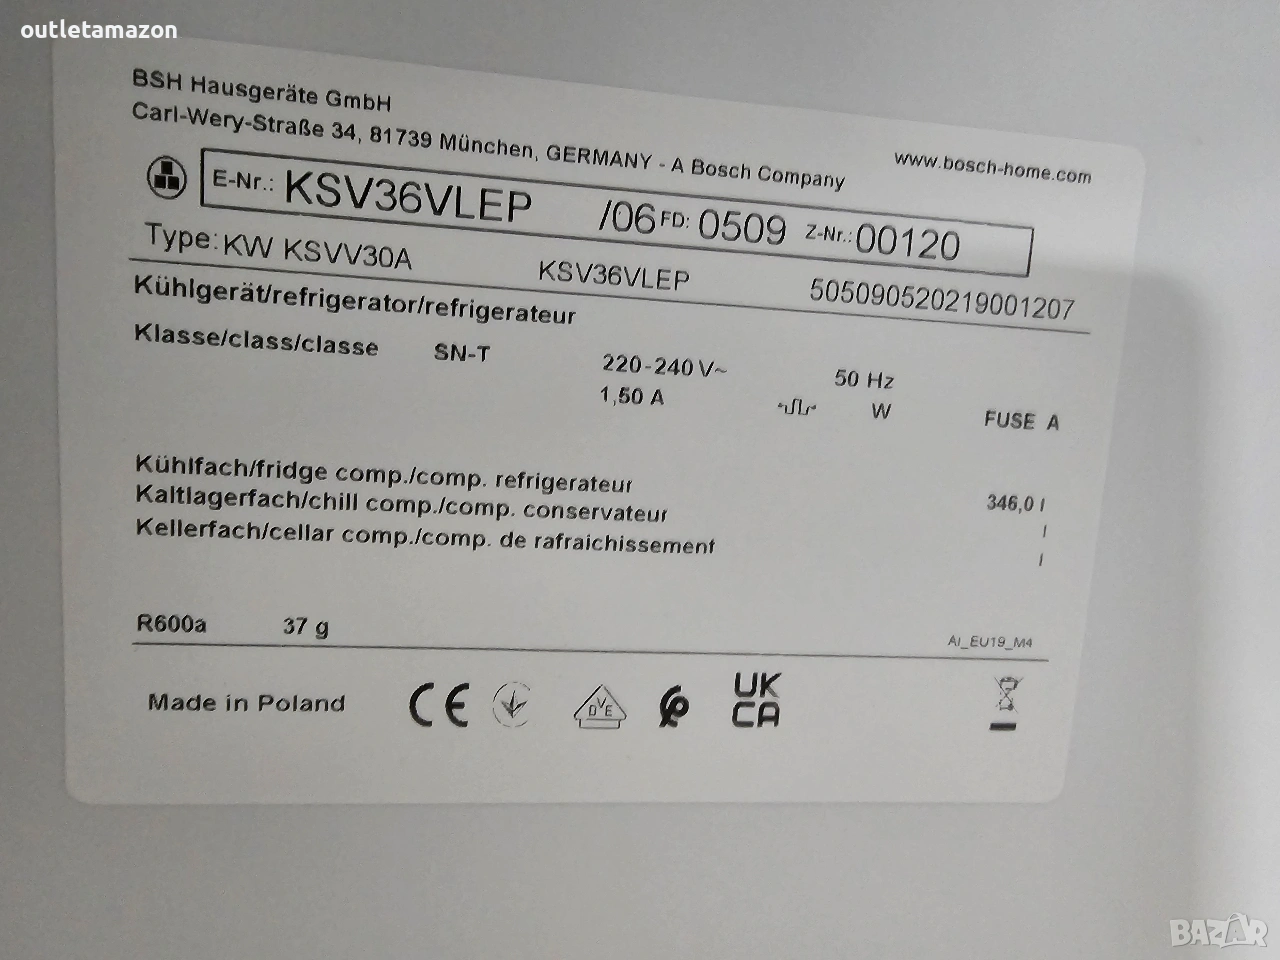 outletamazon
BSH Hausgeräte GmbH
Carl-Wery-Straße 34, 81739 München, GERMANY - A Bosch Company
www.bosch-home.com
E-Nr.: KSV36VLEP /06 FD: 0509 Z-Nr.: 00120
Type: KW KSVV30A KSV36VLEP 505090520219001207
Kühlgerät/refrigerator/refrigerateur
Klasse/class/classe SN-T 220-240 V~ 50 Hz
1,50 A W FUSE A
Kühlfach/fridge comp./comp. refrigerateur 346,0 l
Kaltlagerfach/chill comp./comp. conservateur l
Kellerfach/cellar comp./comp. de rafraichissement l
R600a 37 g
AI_EU19_M4
Made in Poland CE DVE UK
CA
BAZAR